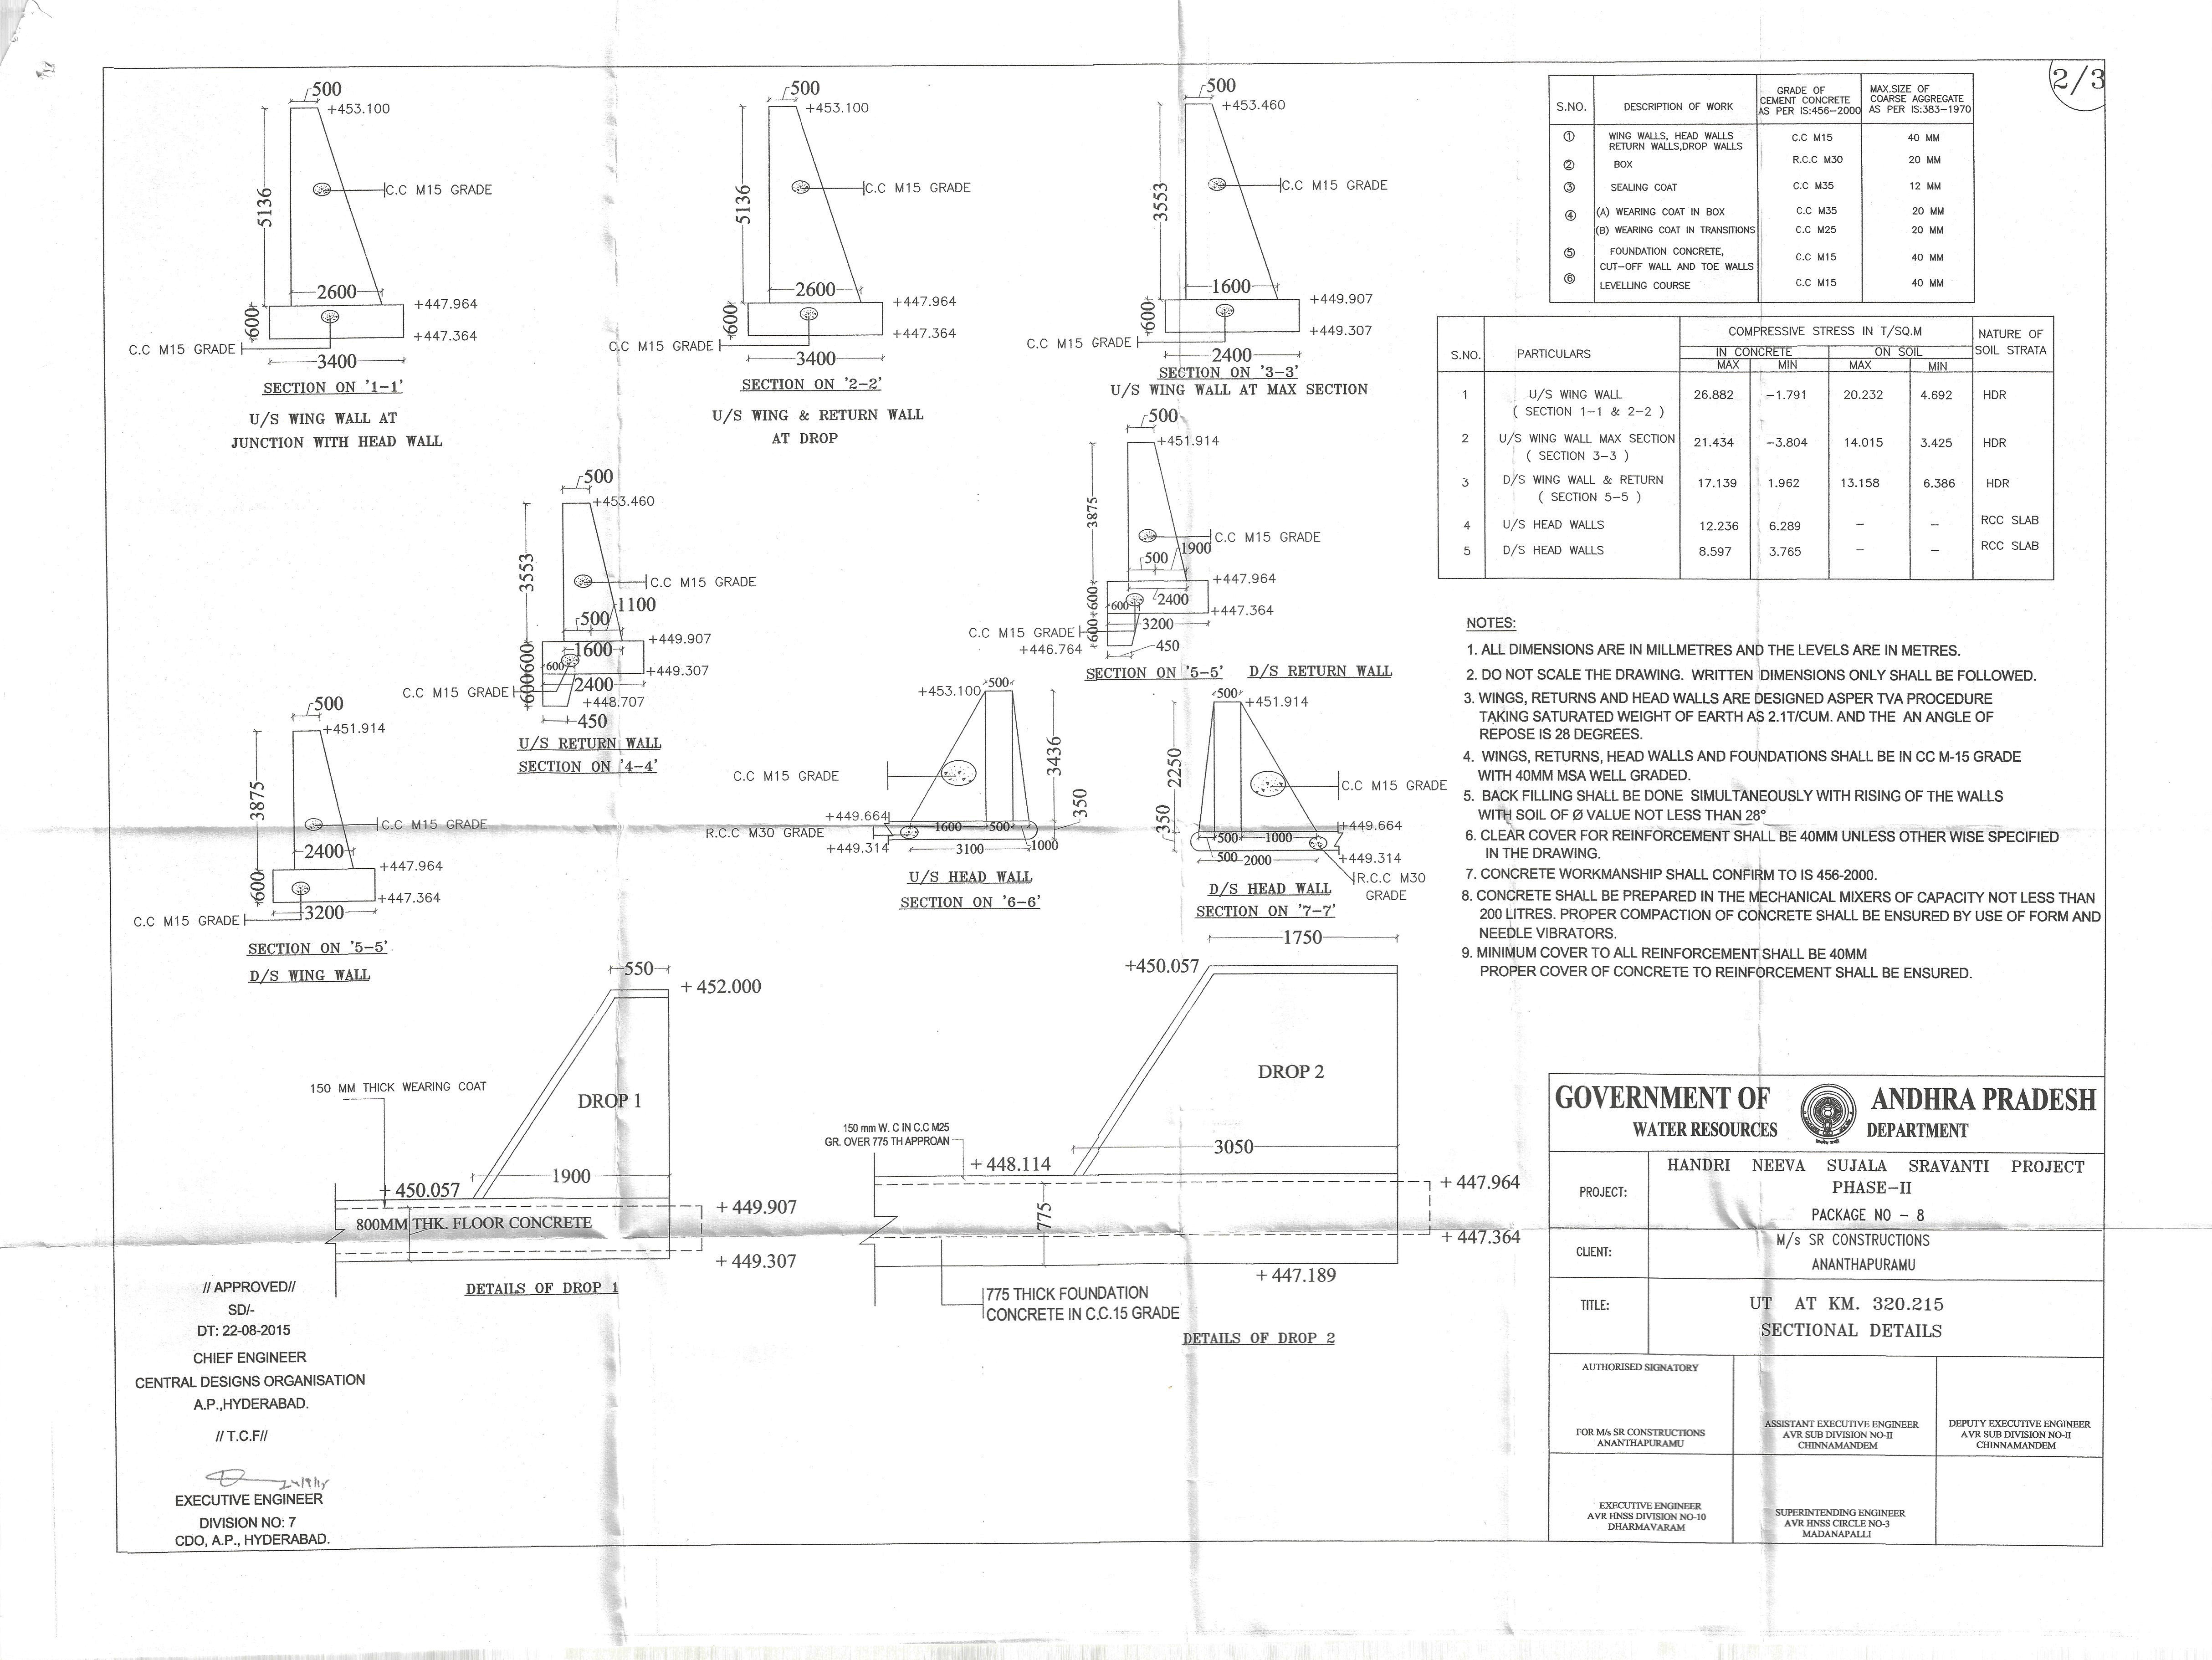 2/3
500
+453.100
5136
C.C M15 GRADE
2600
+447.964
600
+447.364
C.C M15 GRADE
3400
SECTION ON '1-1'
U/S WING WALL AT
JUNCTION WITH HEAD WALL
500
+453.100
5136
C.C M15 GRADE
2600
+447.964
600
+447.364
C.C M15 GRADE
3400
SECTION ON '2-2'
U/S WING & RETURN WALL
AT DROP
500
+453.460
3553
C.C M15 GRADE
1600
+449.907
600
+449.307
C.C M15 GRADE
2400
SECTION ON '3-3'
U/S WING WALL AT MAX SECTION
500
+453.460
3553
C.C M15 GRADE
1100
500
+449.907
1600
600
600
+449.307
2400
C.C M15 GRADE
600
+448.707
450
U/S RETURN WALL
SECTION ON '4-4'
500
+451.914
3875
C.C M15 GRADE
1900
500
+447.964
600
2400
600
+447.364
3200
C.C M15 GRADE
600
+446.764
450
SECTION ON '5-5' D/S RETURN WALL
500
+451.914
3875
C.C M15 GRADE
2400
+447.964
600
+447.364
C.C M15 GRADE
3200
SECTION ON '5-5'
D/S WING WALL
500
+453.100
3436
C.C M15 GRADE
350
+449.664
R.C.C M30 GRADE
1600
500
+449.314
3100
1000
U/S HEAD WALL
SECTION ON '6-6'
500
+451.914
2250
C.C M15 GRADE
350
+449.664
500
1000
500
2000
+449.314
R.C.C M30
GRADE
D/S HEAD WALL
SECTION ON '7-7'
550
+ 452.000
DROP 1
150 MM THICK WEARING COAT
1900
+ 450.057
+ 449.907
800MM THK. FLOOR CONCRETE
+ 449.307
DETAILS OF DROP 1
1750
+450.057
DROP 2
150 mm W. C IN C.C M25
GR. OVER 775 TH APPROAN
3050
+ 448.114
+ 447.964
775
+ 447.364
+ 447.189
775 THICK FOUNDATION
CONCRETE IN C.C.15 GRADE
DETAILS OF DROP 2
// APPROVED//
SD/-
DT: 22-08-2015
CHIEF ENGINEER
CENTRAL DESIGNS ORGANISATION
A.P.,HYDERABAD.
// T.C.F//
EXECUTIVE ENGINEER
DIVISION NO: 7
CDO, A.P., HYDERABAD.
S.NO. DESCRIPTION OF WORK GRADE OF CEMENT CONCRETE AS PER IS:456-2000 MAX.SIZE OF COARSE AGGREGATE AS PER IS:383-1970
1 WING WALLS, HEAD WALLS RETURN WALLS,DROP WALLS C.C M15 40 MM
2 BOX R.C.C M30 20 MM
3 SEALING COAT C.C M35 12 MM
4 (A) WEARING COAT IN BOX C.C M35 20 MM
(B) WEARING COAT IN TRANSITIONS C.C M25 20 MM
5 FOUNDATION CONCRETE, CUT-OFF WALL AND TOE WALLS C.C M15 40 MM
6 LEVELLING COURSE C.C M15 40 MM
S.NO. PARTICULARS COMPRESSIVE STRESS IN T/SQ.M NATURE OF SOIL STRATA
IN CONCRETE ON SOIL
MAX MIN MAX MIN
1 U/S WING WALL ( SECTION 1-1 & 2-2 ) 26.882 -1.791 20.232 4.692 HDR
2 U/S WING WALL MAX SECTION ( SECTION 3-3 ) 21.434 -3.804 14.015 3.425 HDR
3 D/S WING WALL & RETURN ( SECTION 5-5 ) 17.139 1.962 13.158 6.386 HDR
4 U/S HEAD WALLS 12.236 6.289 - - RCC SLAB
5 D/S HEAD WALLS 8.597 3.765 - - RCC SLAB
NOTES:
1. ALL DIMENSIONS ARE IN MILLMETRES AND THE LEVELS ARE IN METRES.
2. DO NOT SCALE THE DRAWING. WRITTEN DIMENSIONS ONLY SHALL BE FOLLOWED.
3. WINGS, RETURNS AND HEAD WALLS ARE DESIGNED ASPER TVA PROCEDURE
TAKING SATURATED WEIGHT OF EARTH AS 2.1T/CUM. AND THE AN ANGLE OF
REPOSE IS 28 DEGREES.
4. WINGS, RETURNS, HEAD WALLS AND FOUNDATIONS SHALL BE IN CC M-15 GRADE
WITH 40MM MSA WELL GRADED.
5. BACK FILLING SHALL BE DONE SIMULTANEOUSLY WITH RISING OF THE WALLS
WITH SOIL OF Ø VALUE NOT LESS THAN 28°
6. CLEAR COVER FOR REINFORCEMENT SHALL BE 40MM UNLESS OTHER WISE SPECIFIED
IN THE DRAWING.
7. CONCRETE WORKMANSHIP SHALL CONFIRM TO IS 456-2000.
8. CONCRETE SHALL BE PREPARED IN THE MECHANICAL MIXERS OF CAPACITY NOT LESS THAN
200 LITRES. PROPER COMPACTION OF CONCRETE SHALL BE ENSURED BY USE OF FORM AND
NEEDLE VIBRATORS.
9. MINIMUM COVER TO ALL REINFORCEMENT SHALL BE 40MM
PROPER COVER OF CONCRETE TO REINFORCEMENT SHALL BE ENSURED.
GOVERNMENT OF ANDHRA PRADESH
WATER RESOURCES DEPARTMENT
PROJECT: HANDRI NEEVA SUJALA SRAVANTI PROJECT
PHASE-II
PACKAGE NO - 8
CLIENT: M/s SR CONSTRUCTIONS
ANANTHAPURAMU
TITLE: UT AT KM. 320.215
SECTIONAL DETAILS
AUTHORISED SIGNATORY
FOR M/s SR CONSTRUCTIONS
ANANTHAPURAMU
ASSISTANT EXECUTIVE ENGINEER
AVR SUB DIVISION NO-II
CHINNAMANDEM
DEPUTY EXECUTIVE ENGINEER
AVR SUB DIVISION NO-II
CHINNAMANDEM
EXECUTIVE ENGINEER
AVR HNSS DIVISION NO-10
DHARMAVARAM
SUPERINTENDING ENGINEER
AVR HNSS CIRCLE NO-3
MADANAPALLI